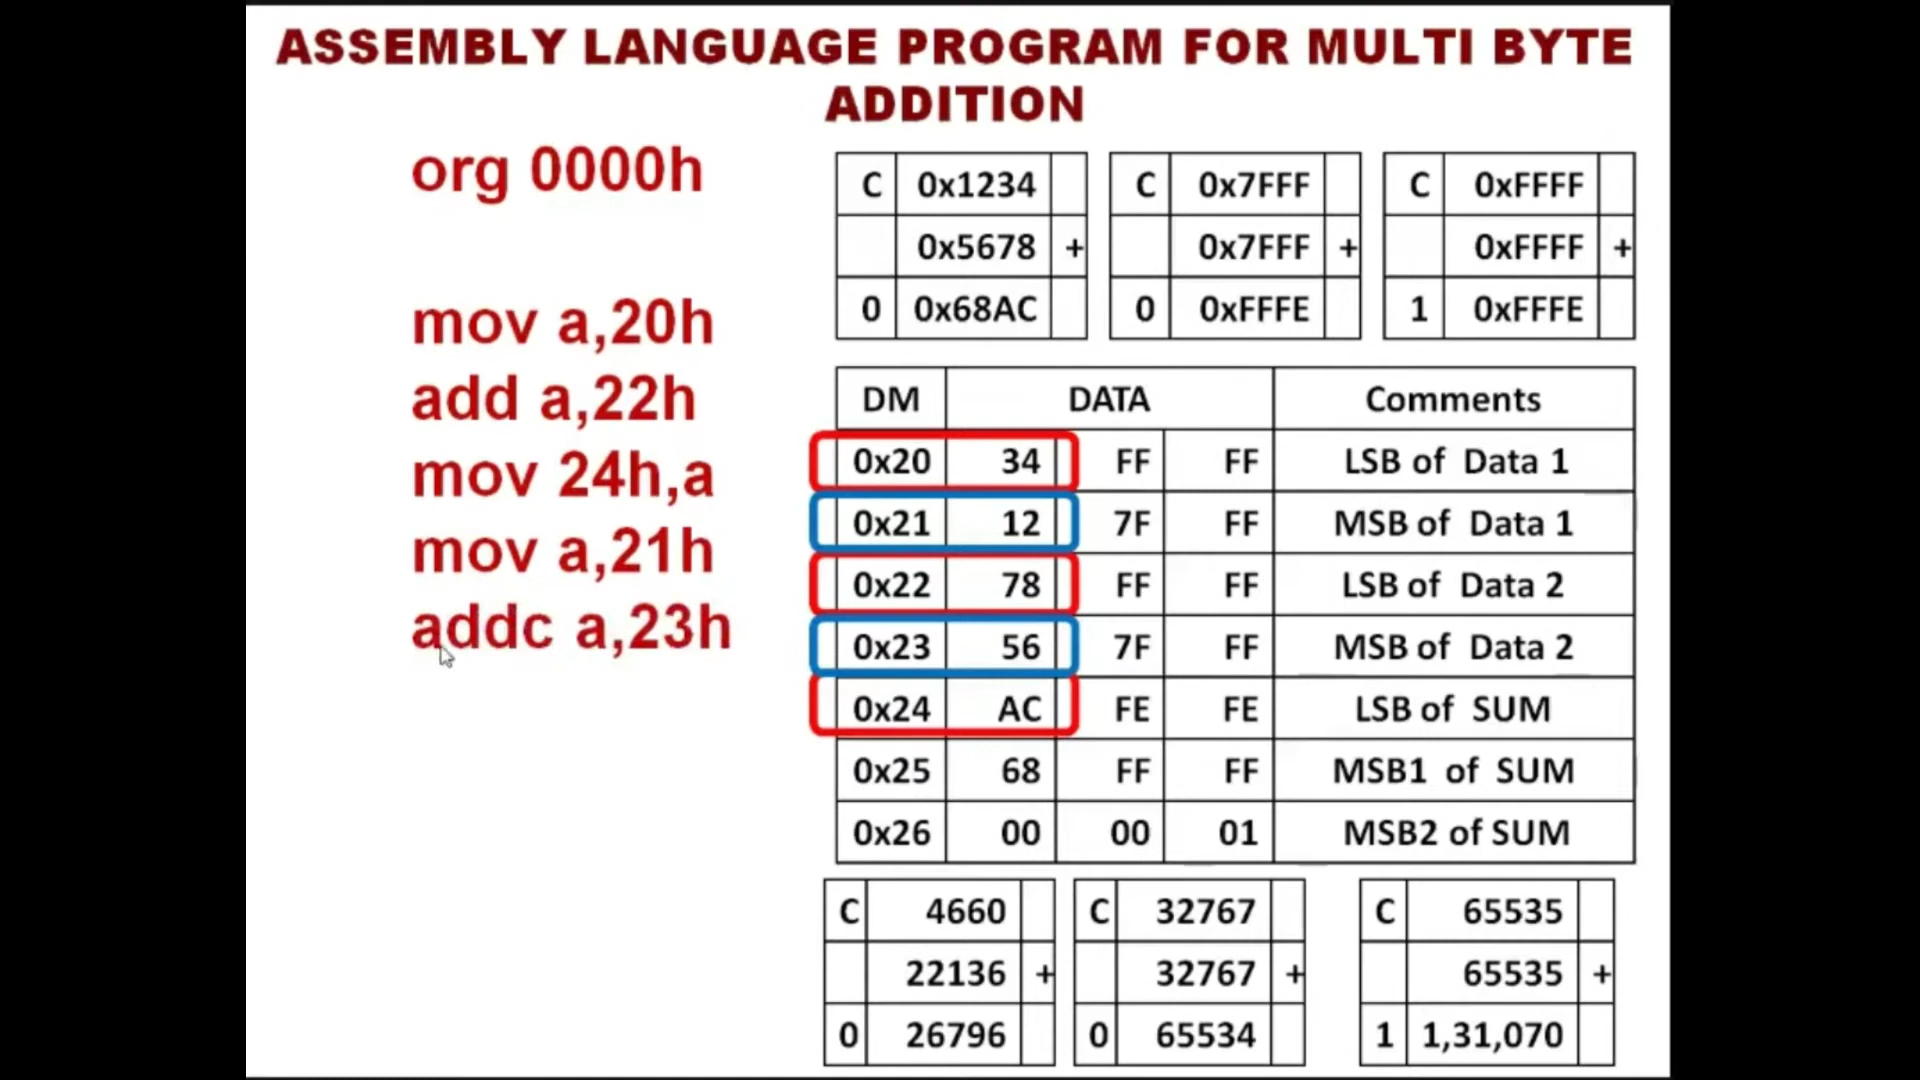 ASSEMBLY LANGUAGE PROGRAM FOR MULTI BYTE
ADDITION
org 0000h
mov a,20h
add a,22h
mov 24h,a
mov a,21h
addc a,23h
C 0x1234
0x5678 +
0 0x68AC
C 0x7FFF
0x7FFF +
0 0xFFFE
C 0xFFFF
0xFFFF +
1 0xFFFE
DM DATA Comments
0x20 34 FF FF LSB of Data 1
0x21 12 7F FF MSB of Data 1
0x22 78 FF FF LSB of Data 2
0x23 56 7F FF MSB of Data 2
0x24 AC FE FE LSB of SUM
0x25 68 FF FF MSB1 of SUM
0x26 00 00 01 MSB2 of SUM
C 4660
22136 +
0 26796
C 32767
32767 +
0 65534
C 65535
65535 +
1 1,31,070